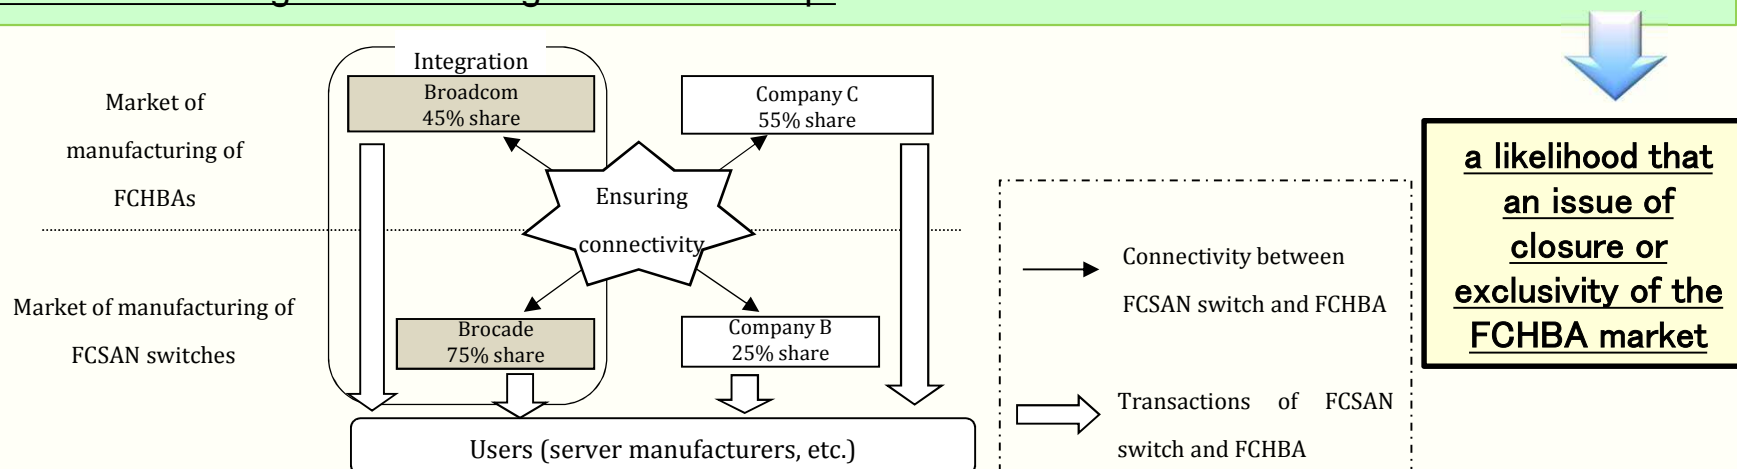 Integration
Market of
manufacturing of
FCHBAs
Broadcom
45% share
Company C
55% share
Ensuring
connectivity
Market of manufacturing of
FCSAN switches
Brocade
75% share
Company B
25% share
Users (server manufacturers, etc.)
Connectivity between
FCSAN switch and FCHBA
Transactions of FCSAN
switch and FCHBA
a likelihood that
an issue of
closure or
exclusivity of the
FCHBA market